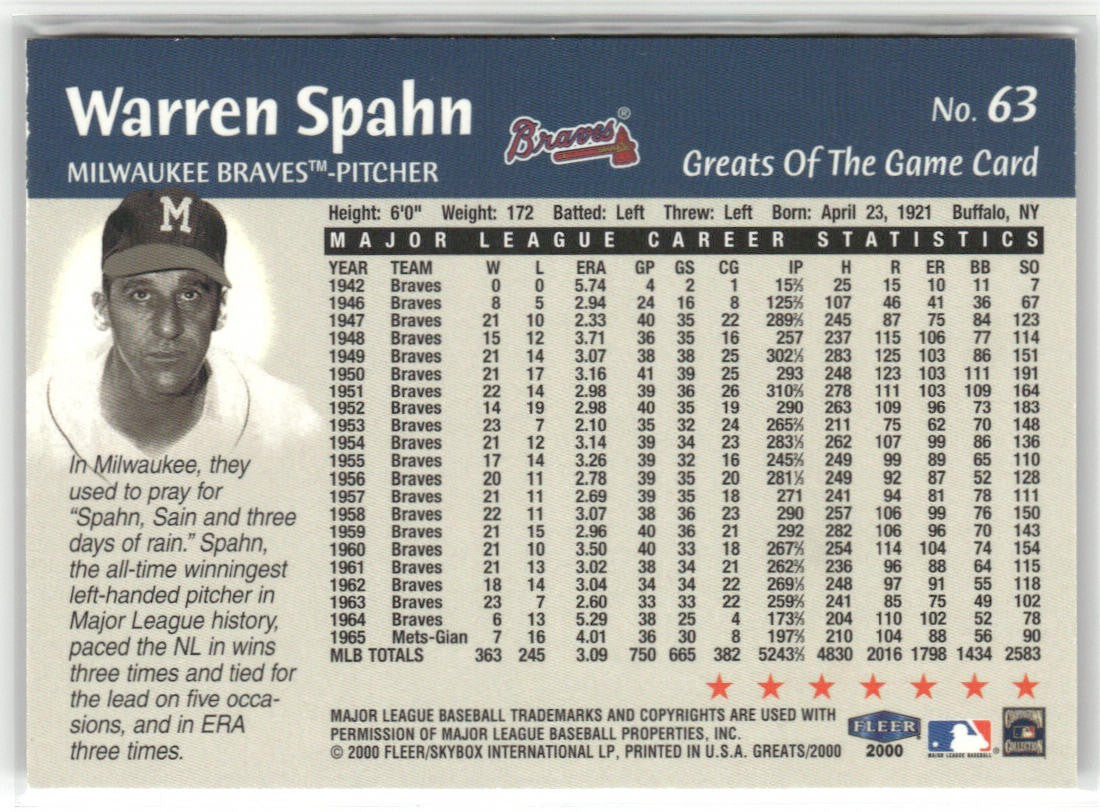 Warren Spahn
MILWAUKEE BRAVES™-PITCHER
Braves®
No. 63
Greats Of The Game Card
M
Height: 6'0" Weight: 172 Batted: Left Threw: Left Born: April 23, 1921 Buffalo, NY
MAJOR LEAGUE CAREER STATISTICS
YEAR TEAM W L ERA GP GS CG IP H R ER BB SO
1942 Braves 0 0 5.74 4 2 1 15⅔ 25 15 10 11 7
1946 Braves 8 5 2.94 24 16 8 125⅔ 107 46 41 36 67
1947 Braves 21 10 2.33 40 35 22 289⅔ 245 87 75 84 123
1948 Braves 15 12 3.71 36 35 16 257 237 115 106 77 114
1949 Braves 21 14 3.07 38 38 25 302⅓ 283 125 103 86 151
1950 Braves 21 17 3.16 41 39 25 293 248 123 103 111 191
1951 Braves 22 14 2.98 39 36 26 310⅔ 278 111 103 109 164
1952 Braves 14 19 2.98 40 35 19 290 263 109 96 73 183
1953 Braves 23 7 2.10 35 32 24 265⅔ 211 75 62 70 148
1954 Braves 21 12 3.14 39 34 23 283⅓ 262 107 99 86 136
1955 Braves 17 14 3.26 39 32 16 245⅔ 249 99 89 65 110
1956 Braves 20 11 2.78 39 35 20 281⅓ 249 92 87 52 128
1957 Braves 21 11 2.69 39 35 18 271 241 94 81 78 111
1958 Braves 22 11 3.07 38 36 23 290 257 106 99 76 150
1959 Braves 21 15 2.96 40 36 21 292 282 106 96 70 143
1960 Braves 21 10 3.50 40 33 18 267⅔ 254 114 104 74 154
1961 Braves 21 13 3.02 38 34 21 262⅔ 236 96 88 64 115
1962 Braves 18 14 3.04 34 34 22 269⅓ 248 97 91 55 118
1963 Braves 23 7 2.60 33 33 22 259⅔ 241 85 75 49 102
1964 Braves 6 13 5.29 38 25 4 173⅔ 204 110 102 52 78
1965 Mets-Gian 7 16 4.01 36 30 8 197⅔ 210 104 88 56 90
MLB TOTALS 363 245 3.09 750 665 382 5243⅔ 4830 2016 1798 1434 2583
In Milwaukee, they
used to pray for
“Spahn, Sain and three
days of rain.” Spahn,
the all-time winningest
left-handed pitcher in
Major League history,
paced the NL in wins
three times and tied for
the lead on five occa-
sions, and in ERA
three times.
MAJOR LEAGUE BASEBALL TRADEMARKS AND COPYRIGHTS ARE USED WITH
PERMISSION OF MAJOR LEAGUE BASEBALL PROPERTIES, INC.
© 2000 FLEER/SKYBOX INTERNATIONAL LP, PRINTED IN U.S.A. GREATS/2000
FLEER
2000
MAJOR LEAGUE BASEBALL ®
COOPERSTOWN
COLLECTION